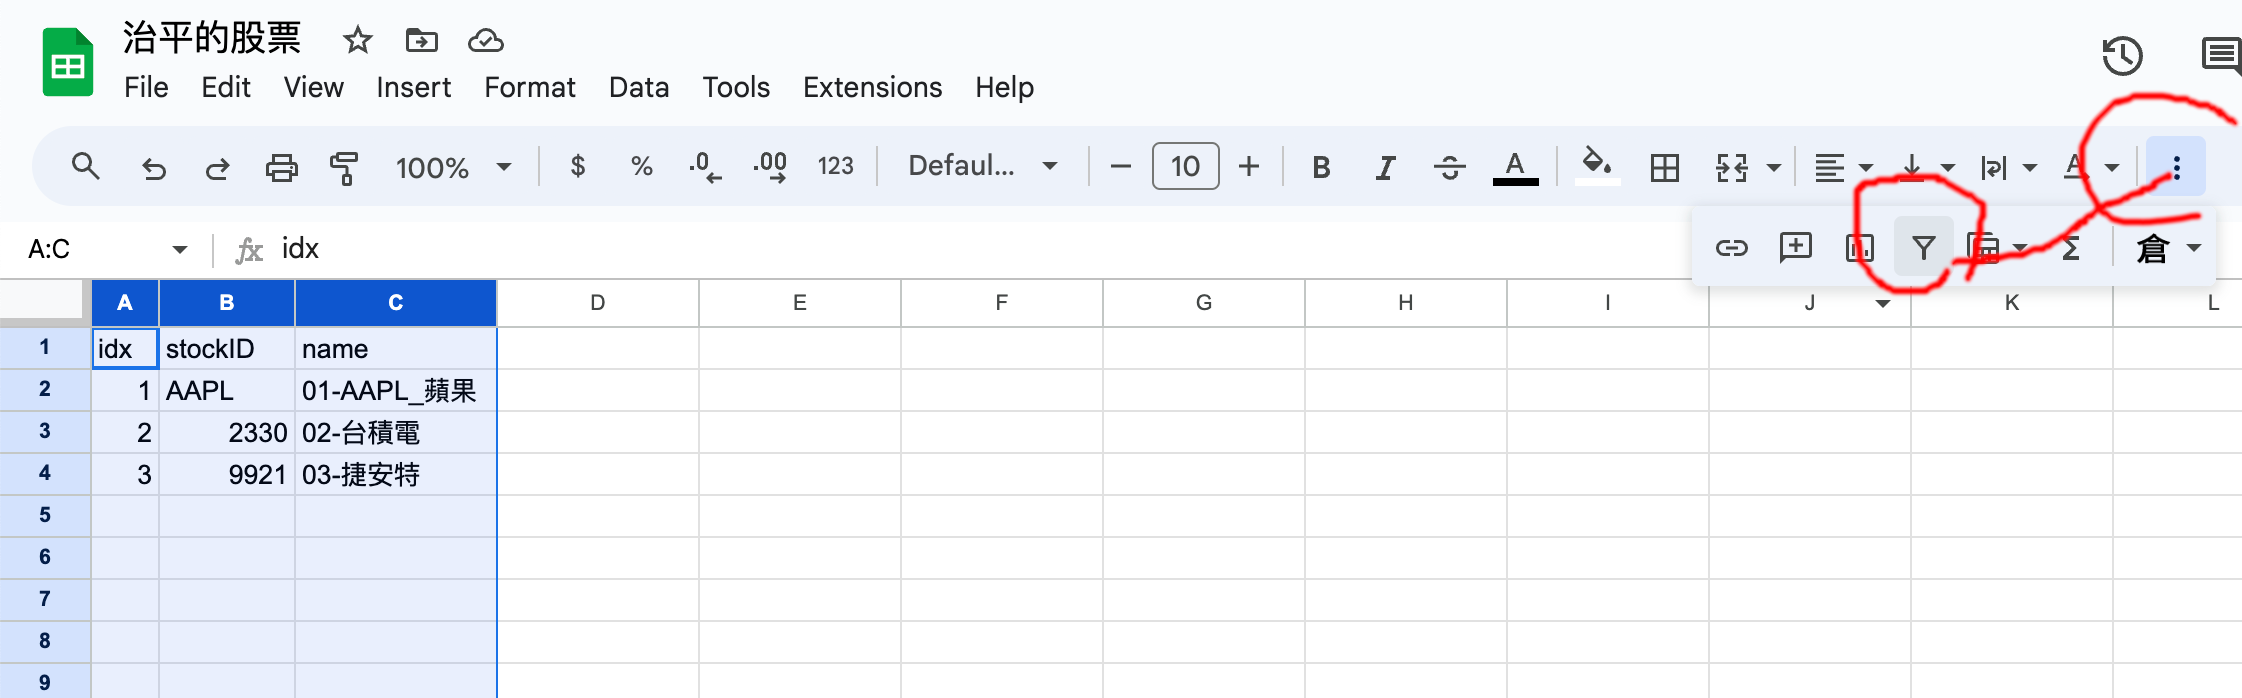 治平的股票
File Edit View Insert Format Data Tools Extensions Help
100% $ % .0 .00 123 Defaul... − 10 + B I S A A
A:C fx idx Σ 倉
A B C D E F G H I J K L
1 idx stockID name
2 1 AAPL 01-AAPL_蘋果
3 2 2330 02-台積電
4 3 9921 03-捷安特
5
6
7
8
9